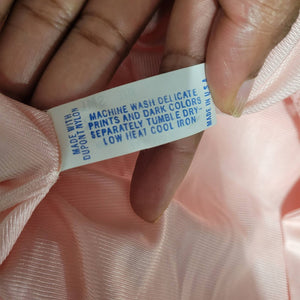 MADE WITH
DUPONT NYLON
MACHINE WASH DELICATE
PRINTS AND DARK COLORS
SEPARATELY TUMBLE DRY-
LOW HEAT COOL IRON
MADE IN U.S.A.